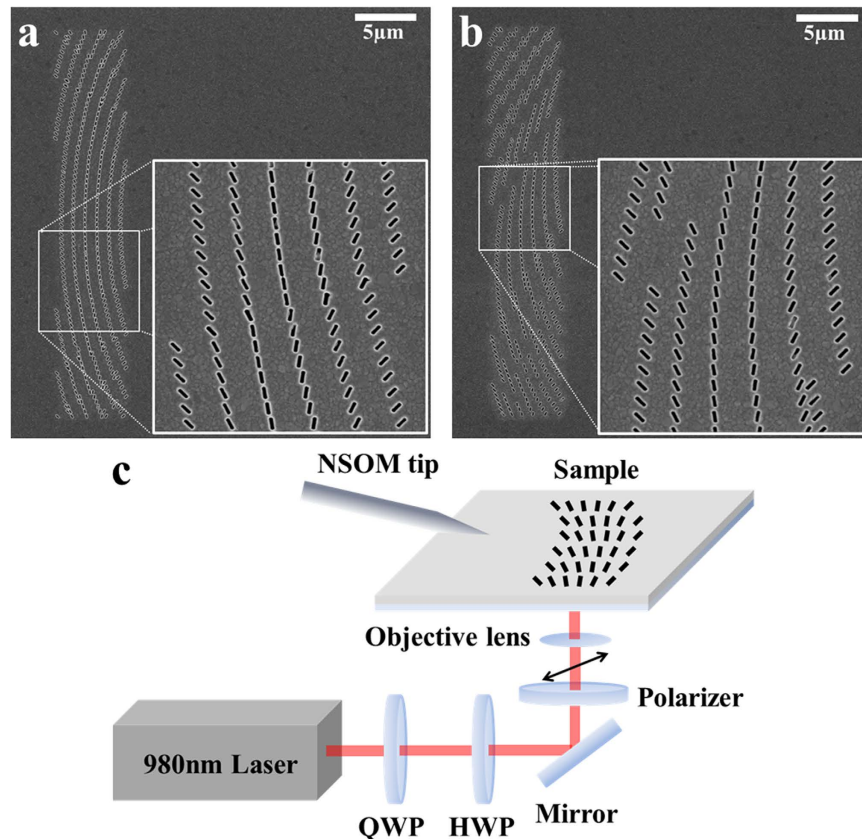 a
5μm
b
5μm
c
NSOM tip
Sample
Objective lens
Polarizer
980nm Laser
QWP
HWP
Mirror